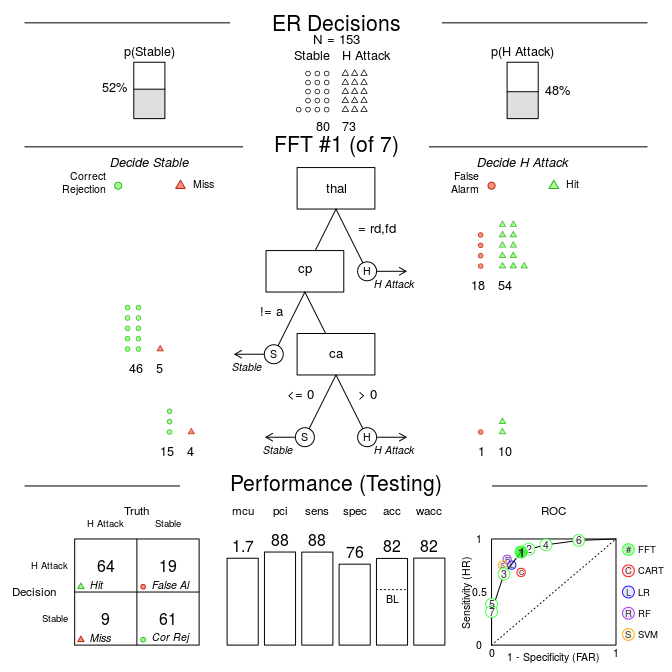 ER Decisions
N = 153
p(Stable)
Stable H Attack
p(H Attack)
52%
48%
80 73
FFT #1 (of 7)
Decide Stable
Decide H Attack
Correct
Rejection
Miss
False
Alarm
Hit
thal
= rd,fd
cp
H
H Attack
18 54
!= a
S
Stable
ca
46 5
<= 0
> 0
S
Stable
H
H Attack
15 4
1 10
Performance (Testing)
Truth
H Attack Stable
mcu pci sens spec acc wacc
ROC
1.7 88 88 76 82 82
BL
H Attack
64 19
Hit False Al
Decision
Stable
9 61
Miss Cor Rej
Sensitivity (HR)
1
0.5
0
0 1
1 - Specificity (FAR)
1
2
3
4
5
6
7
R
S
L
C
# FFT
C CART
L LR
R RF
S SVM